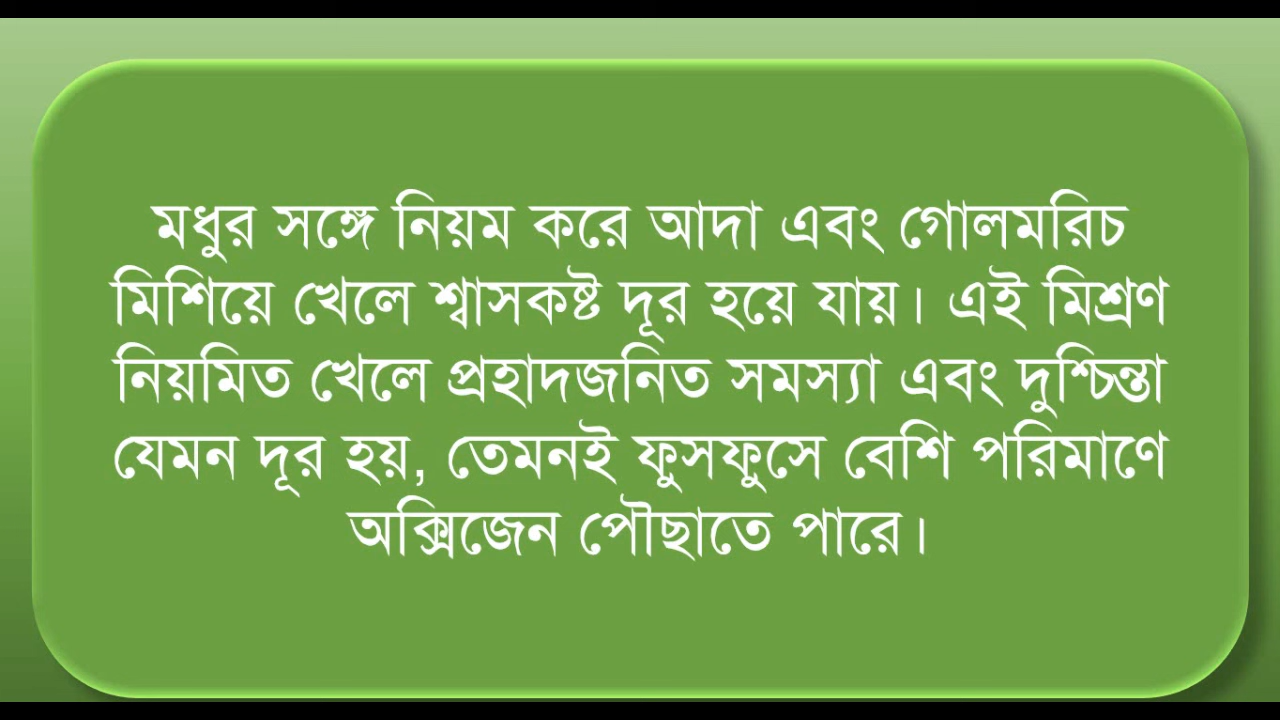 মধুর সঙ্গে নিয়ম করে আদা এবং গোলমরিচ
মিশিয়ে খেলে শ্বাসকষ্ট দূর হয়ে যায়। এই মিশ্রণ
নিয়মিত খেলে প্রহাদজনিত সমস্যা এবং দুশ্চিন্তা
যেমন দূর হয়, তেমনই ফুসফুসে বেশি পরিমাণে
অক্সিজেন পৌছাতে পারে।